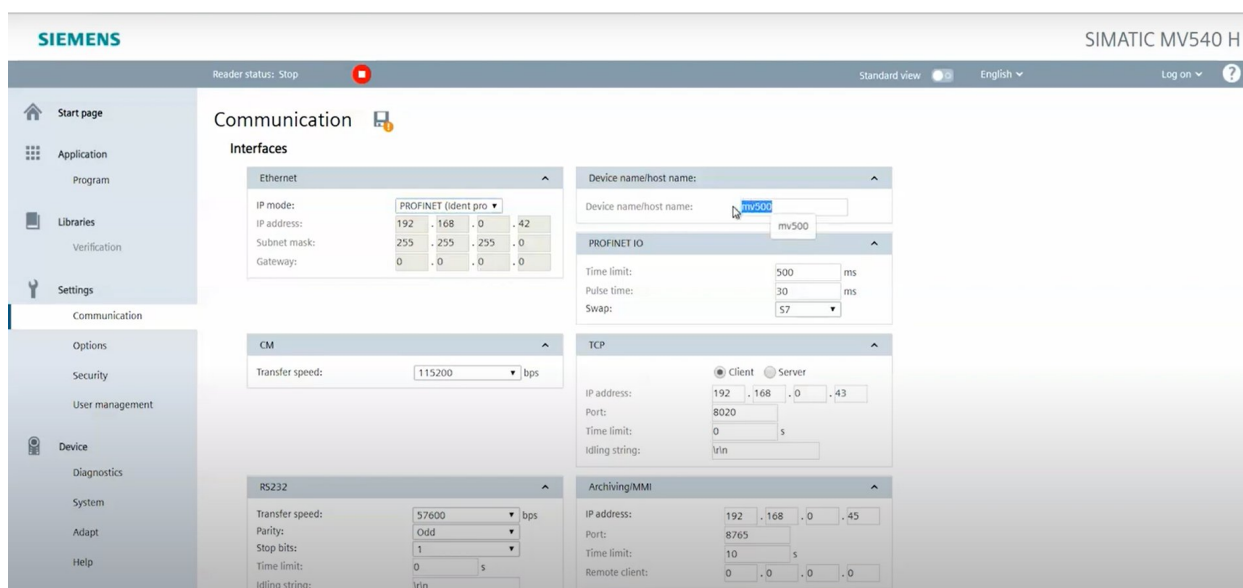 SIEMENS
SIMATIC MV540 H
Reader status: Stop
Standard view
English
Log on
?
Start page
Application
Program
Libraries
Verification
Settings
Communication
Options
Security
User management
Device
Diagnostics
System
Adapt
Help
Communication
Interfaces
Ethernet
IP mode: PROFINET (Ident pro
IP address: 192 . 168 . 0 . 42
Subnet mask: 255 . 255 . 255 . 0
Gateway: 0 . 0 . 0 . 0
Device name/host name:
Device name/host name: mv500
mv500
PROFINET IO
Time limit: 500 ms
Pulse time: 30 ms
Swap: S7
CM
Transfer speed: 115200 bps
TCP
Client Server
IP address: 192 . 168 . 0 . 43
Port: 8020
Time limit: 0 s
Idling string: \r\n
RS232
Transfer speed: 57600 bps
Parity: Odd
Stop bits: 1
Time limit: 0 s
Idling string: \r\n
Archiving/MMI
IP address: 192 . 168 . 0 . 45
Port: 8765
Time limit: 10 s
Remote client: 0 . 0 . 0 . 0